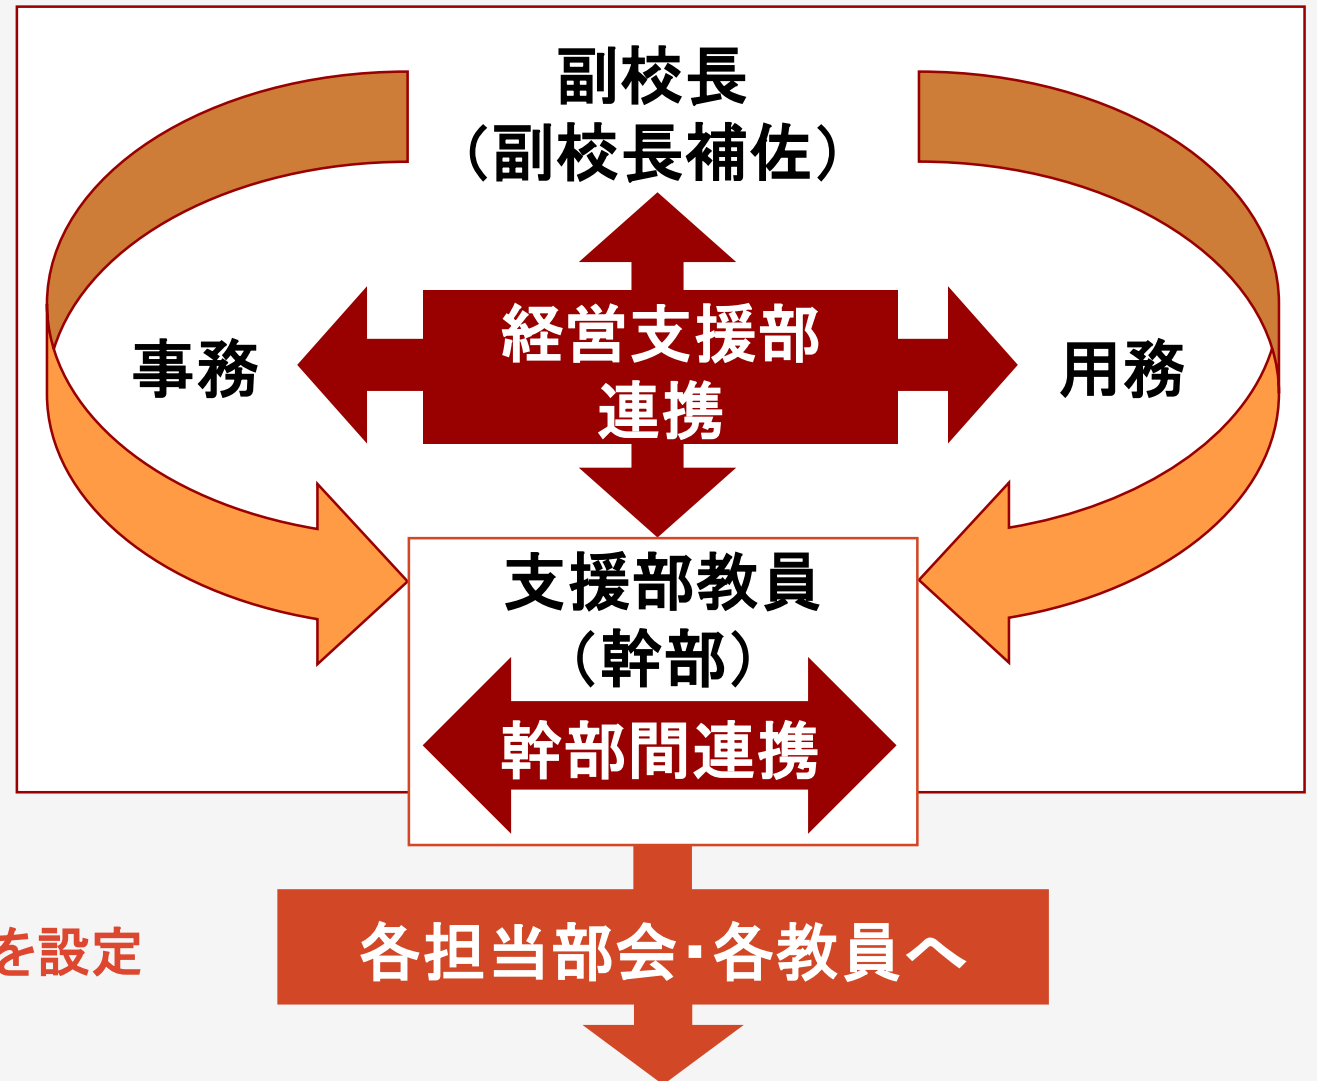 副校長
（副校長補佐）
経営支援部
連携
事務
用務
支援部教員
（幹部）
幹部間連携
を設定
各担当部会・各教員へ